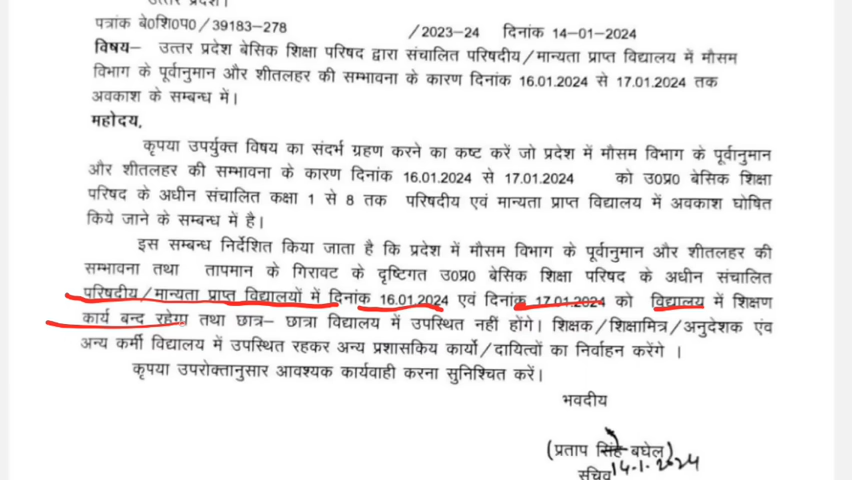 उत्तर प्रदेश।
पत्रांक बे0शि0प0/39183-278 /2023-24 दिनांक 14-01-2024
विषय– उत्तर प्रदेश बेसिक शिक्षा परिषद द्वारा संचालित परिषदीय/मान्यता प्राप्त विद्यालय में मौसम
विभाग के पूर्वानुमान और शीतलहर की सम्भावना के कारण दिनांक 16.01.2024 से 17.01.2024 तक
अवकाश के सम्बन्ध में।
महोदय,
कृपया उपर्युक्त विषय का संदर्भ ग्रहण करने का कष्ट करें जो प्रदेश में मौसम विभाग के पूर्वानुमान
और शीतलहर की सम्भावना के कारण दिनांक 16.01.2024 से 17.01.2024 को उ0प्र0 बेसिक शिक्षा
परिषद के अधीन संचालित कक्षा 1 से 8 तक परिषदीय एवं मान्यता प्राप्त विद्यालय में अवकाश घोषित
किये जाने के सम्बन्ध में है।
इस सम्बन्ध निर्देशित किया जाता है कि प्रदेश में मौसम विभाग के पूर्वानुमान और शीतलहर की
सम्भावना तथा तापमान के गिरावट के दृष्टिगत उ0प्र0 बेसिक शिक्षा परिषद के अधीन संचालित
परिषदीय/मान्यता प्राप्त विद्यालयों में दिनांक 16.01.2024 एवं दिनांक 17.01.2024 को विद्यालय में शिक्षण
कार्य बन्द रहेगा तथा छात्र– छात्रा विद्यालय में उपस्थित नहीं होंगे। शिक्षक/शिक्षामित्र/अनुदेशक एंव
अन्य कर्मी विद्यालय में उपस्थित रहकर अन्य प्रशासकिय कार्यो/दायित्वों का निर्वाहन करेंगे ।
कृपया उपरोक्तानुसार आवश्यक कार्यवाही करना सुनिश्चित करें।
भवदीय
(प्रताप सिंह बघेल)
सचिव 14.1.2024